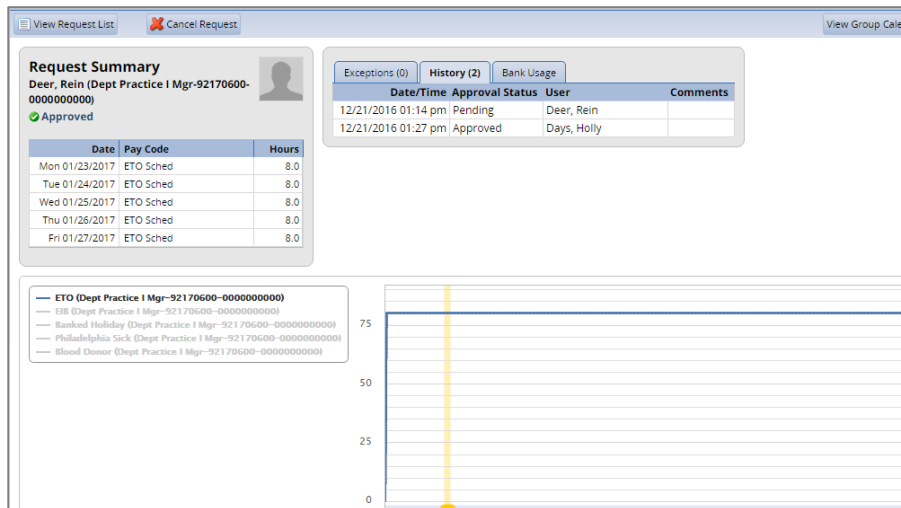 View Request List
Cancel Request
View Group Cale
Request Summary
Deer, Rein (Dept Practice I Mgr-92170600-
0000000000)
Approved
Date Pay Code Hours
Mon 01/23/2017 ETO Sched 8.0
Tue 01/24/2017 ETO Sched 8.0
Wed 01/25/2017 ETO Sched 8.0
Thu 01/26/2017 ETO Sched 8.0
Fri 01/27/2017 ETO Sched 8.0
Exceptions (0) History (2) Bank Usage
Date/Time Approval Status User Comments
12/21/2016 01:14 pm Pending Deer, Rein
12/21/2016 01:27 pm Approved Days, Holly
ETO (Dept Practice I Mgr-92170600-0000000000)
EIB (Dept Practice I Mgr-92170600-0000000000)
Banked Holiday (Dept Practice I Mgr-92170600-0000000000)
Philadelphia Sick (Dept Practice I Mgr-92170600-0000000000)
Blood Donor (Dept Practice I Mgr-92170600-0000000000)
75
50
25
0